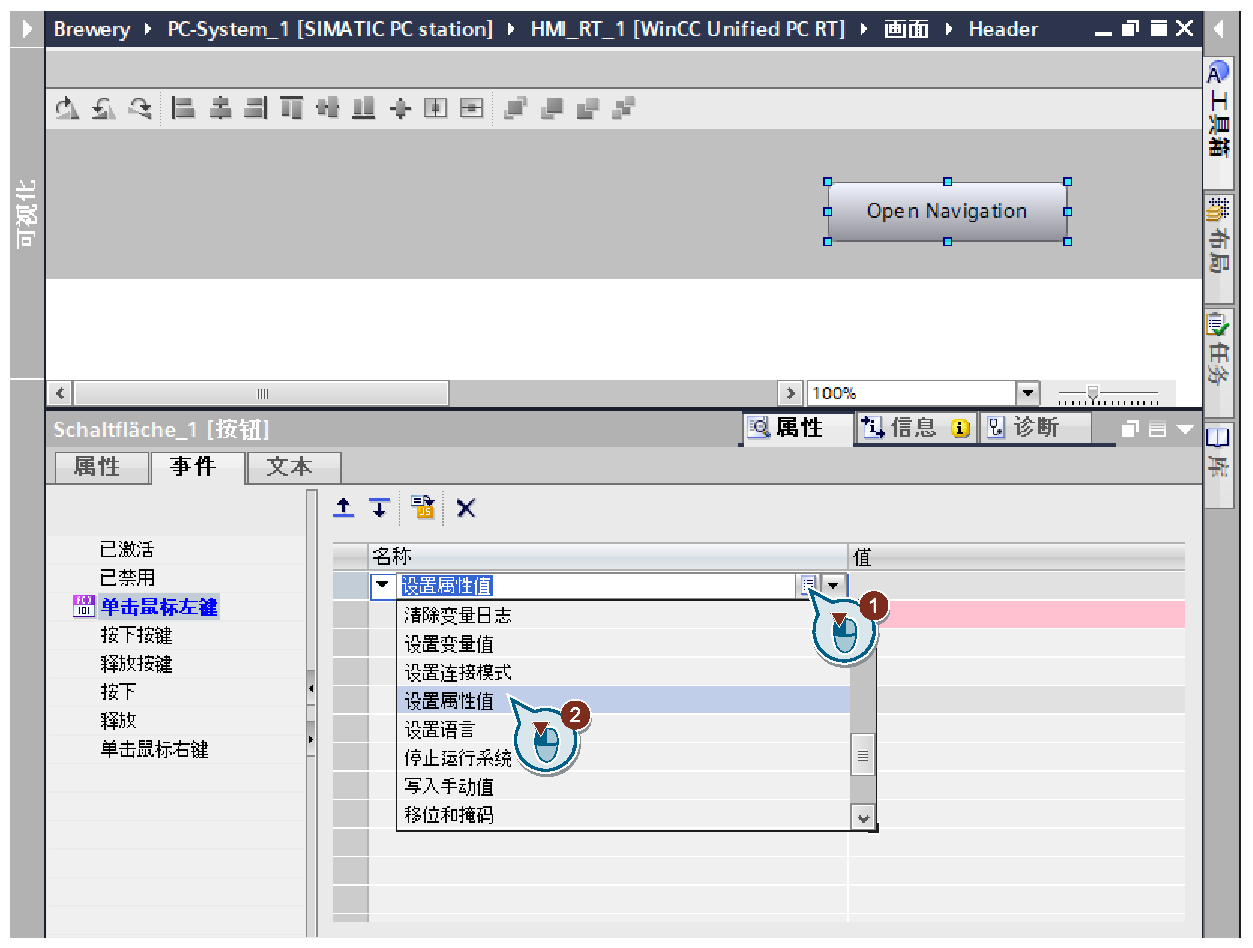 Brewery ▸ PC-System_1 [SIMATIC PC station] ▸ HMI_RT_1 [WinCC Unified PC RT] ▸ 画面 ▸ Header
工具箱
可视化
Open Navigation
布局
任务
100%
Schaltfläche_1 [按钮]
属性
信息
诊断
库
属性
事件
文本
JS
名称
值
已激活
已禁用
单击鼠标左键
按下按键
释放按键
按下
释放
单击鼠标右键
设置属性值
1
清除变量日志
设置变量值
设置连接模式
设置属性值
2
设置语言
停止运行系统
写入手动值
移位和掩码